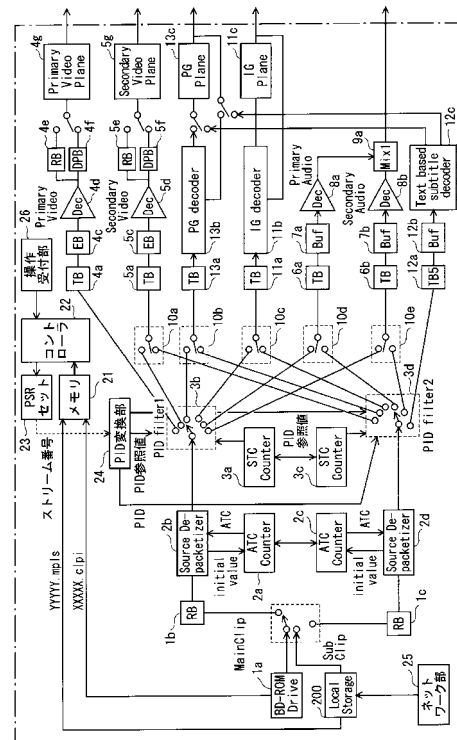 4g
Primary Video Plane
5g
Secondary Video Plane
13c
PG Plane
11c
IG Plane
4e
RB
DPB
4f
5e
RB
DPB
5f
Primary Video
Dec
4d
Secondary Video
Dec
5d
PG decoder
13b
IG decoder
11b
Primary Audio
Dec
8a
Secondary Audio
Dec
8b
9a
Mix1
Text based subtitle decoder
12c
26
操作受付部
4c
EB
TB
4a
5c
EB
TB
5a
TB
13a
TB
11a
7a
Buf
TB
6a
7b
Buf
TB
6b
12b
Buf
TB5
12a
22
コントローラ
PSRセット
23
メモリ
21
10a
10b
10c
10d
10e
ストリーム番号
PID変換部
24
PID参照値
PID
PID filter1
3b
3a
STC Counter
PID参照値
STC Counter
3c
3d
PID filter2
YYYYY.mpls
XXXXX.clpi
2b
Source De-packetizer
ATC
initial value
ATC Counter
2a
2c
ATC Counter
ATC
initial value
Source De-packetizer
2d
RB
1b
RB
1c
MainClip
SubClip
1a
BD-ROM Drive
200
Local Storage
ネットワーク部
25